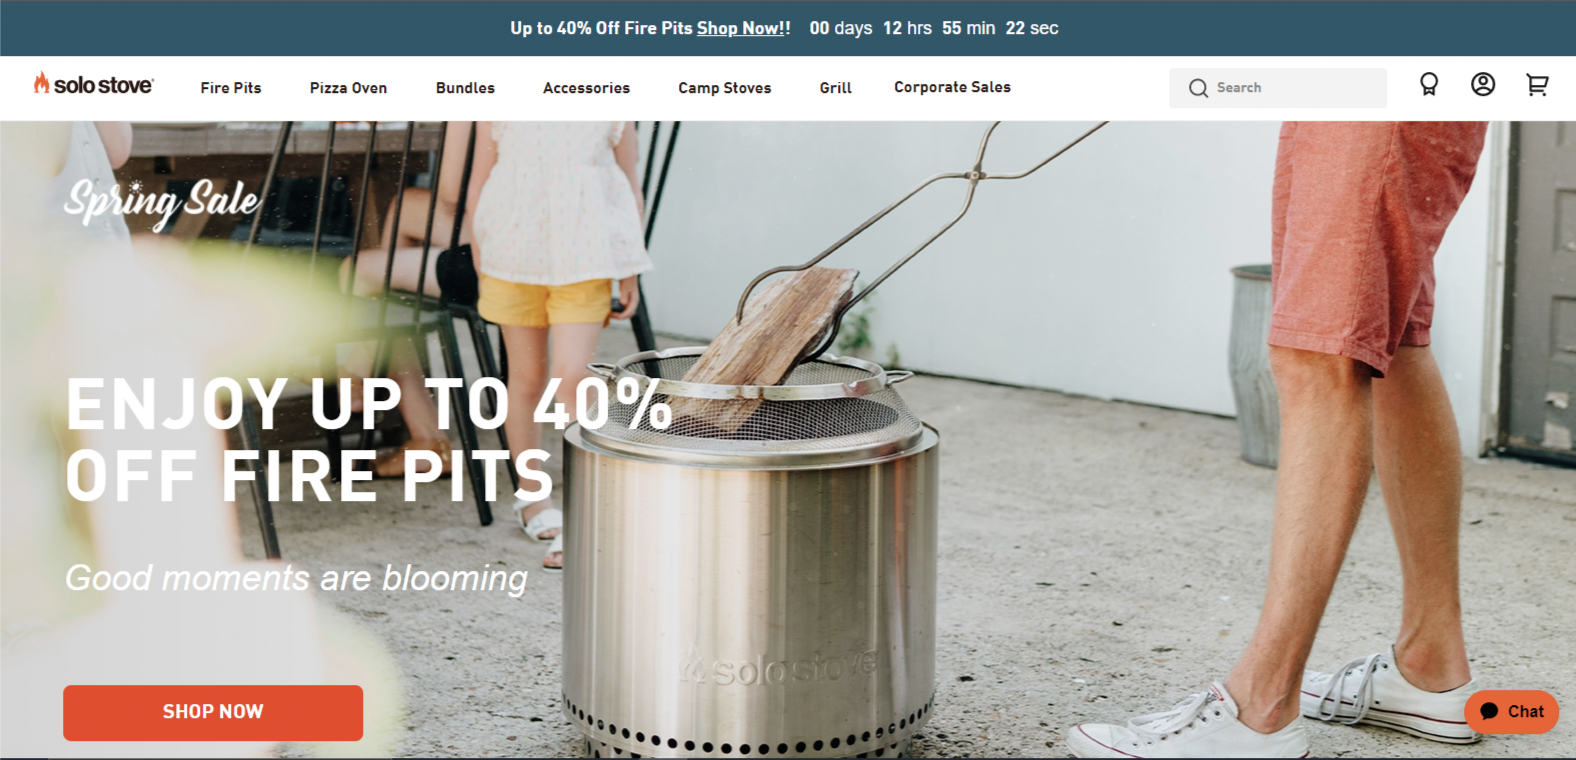 Up to 40% Off Fire Pits Shop Now!! 00 days 12 hrs 55 min 22 sec
solo stove
Fire Pits Pizza Oven Bundles Accessories Camp Stoves Grill Corporate Sales Search
Spring Sale
ENJOY UP TO 40%
OFF FIRE PITS
Good moments are blooming
solo stove
SHOP NOW
Chat